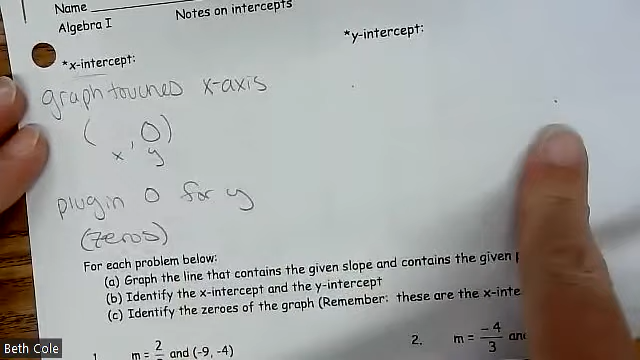 Name
Algebra I
Notes on intercepts
*x-intercept:
*y-intercept:
graph touches x-axis
( , 0)
x y
plug in 0 for y
(zeros)
For each problem below:
(a) Graph the line that contains the given slope and contains the given
(b) Identify the x-intercept and the y-intercept
(c) Identify the zeroes of the graph (Remember: these are the x-inte
1. m = 2/3 and (-9, -4)
2. m = -4/3 and
Beth Cole